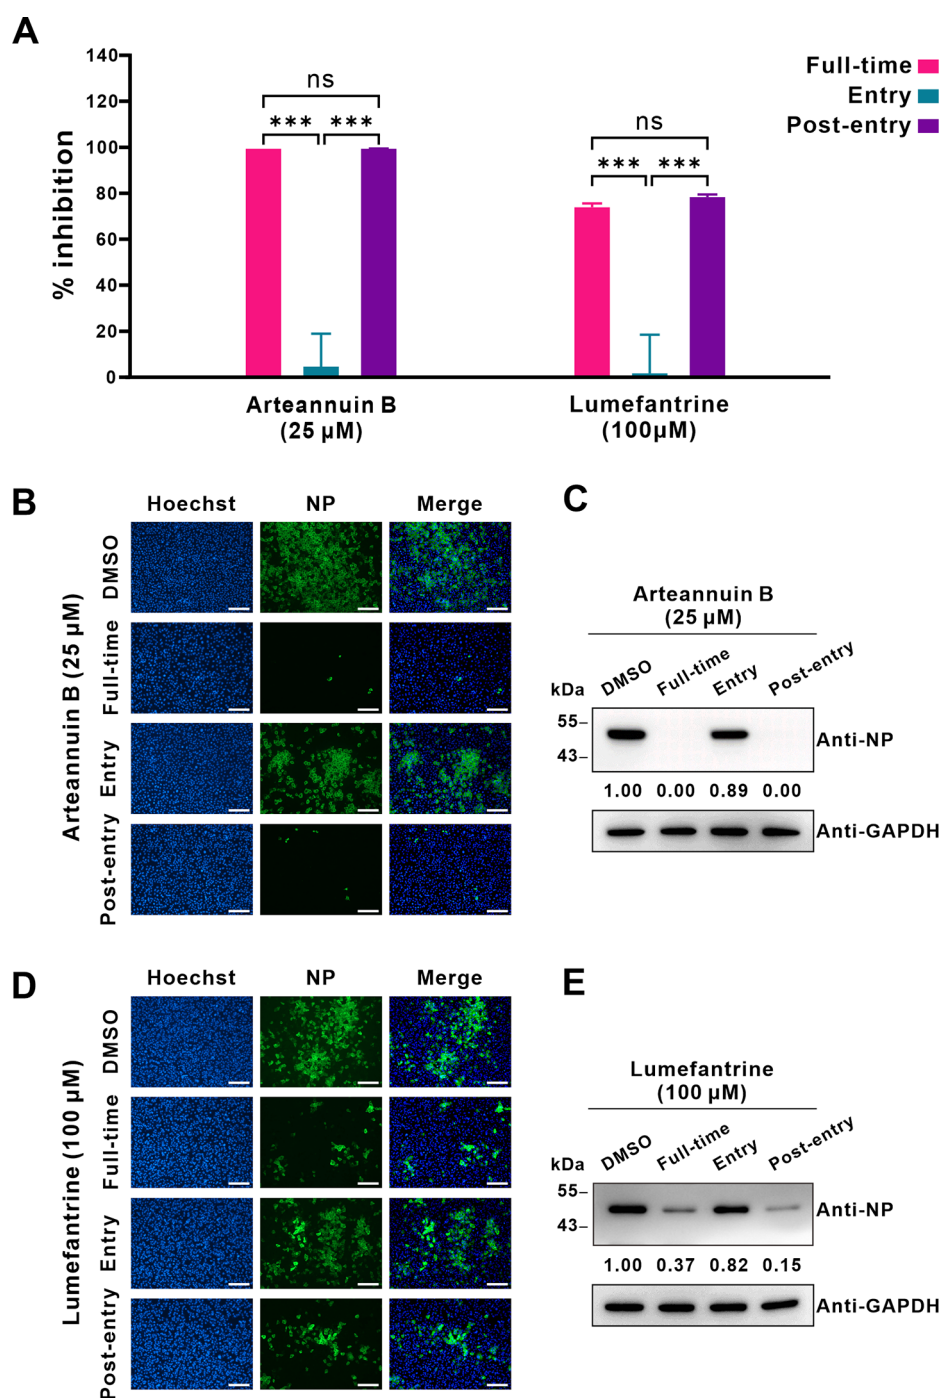 A
140
120
100
80
60
40
20
0
% inhibition
ns
*** ***
ns
*** ***
Full-time
Entry
Post-entry
Arteannuin B
(25 µM)
Lumefantrine
(100µM)
B
Hoechst NP Merge
Arteannuin B (25 µM)
DMSO
Full-time
Entry
Post-entry
C
Arteannuin B
(25 µM)
DMSO Full-time Entry Post-entry
kDa
55
43
Anti-NP
1.00 0.00 0.89 0.00
Anti-GAPDH
D
Hoechst NP Merge
Lumefantrine (100 µM)
DMSO
Full-time
Entry
Post-entry
E
Lumefantrine
(100 µM)
DMSO Full-time Entry Post-entry
kDa
55
43
Anti-NP
1.00 0.37 0.82 0.15
Anti-GAPDH